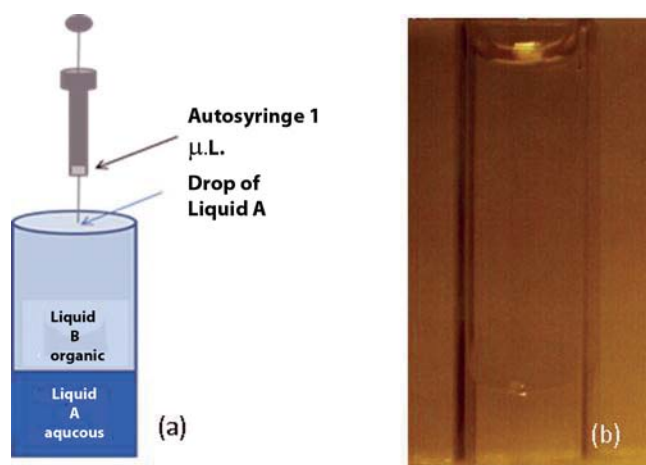 Autosyringe 1
μ.L.
Drop of
Liquid A
Liquid
B
organic
Liquid
A
aqucous
(a)
(b)